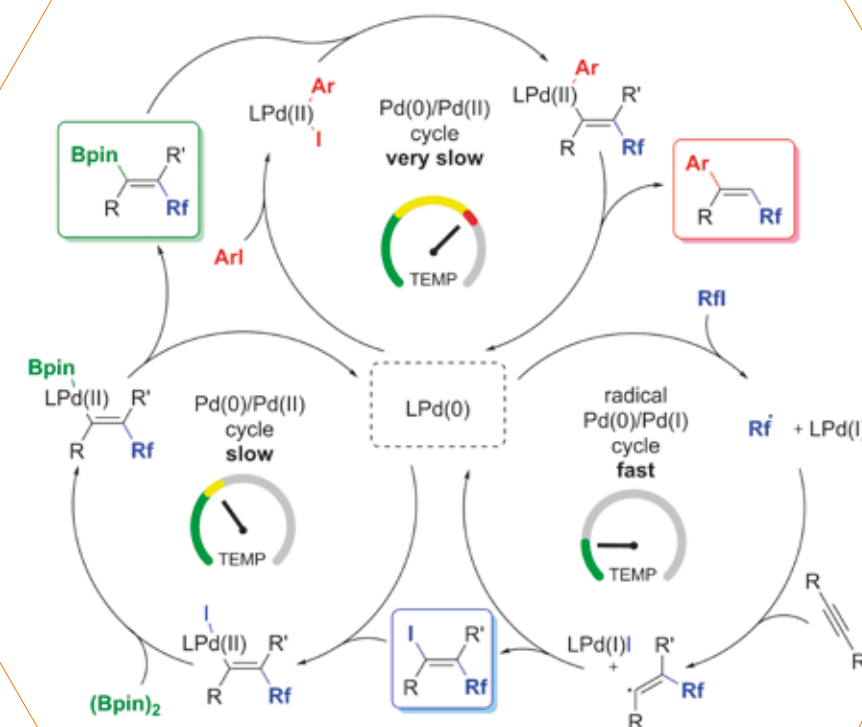 Ar
LPd(II)
I
Pd(0)/Pd(II)
cycle
very slow
TEMP
Ar
LPd(II)
R'
R
Rf
Bpin
R'
R
Rf
Ar
R
Rf
ArI
RfI
Bpin
LPd(II)
R'
R
Rf
Pd(0)/Pd(II)
cycle
slow
TEMP
LPd(0)
radical
Pd(0)/Pd(I)
cycle
fast
TEMP
Rf· + LPd(I)
I
LPd(II)
R'
R
Rf
(Bpin)2
I
R'
R
Rf
LPd(I)I
+
R'
Rf
R
R
R